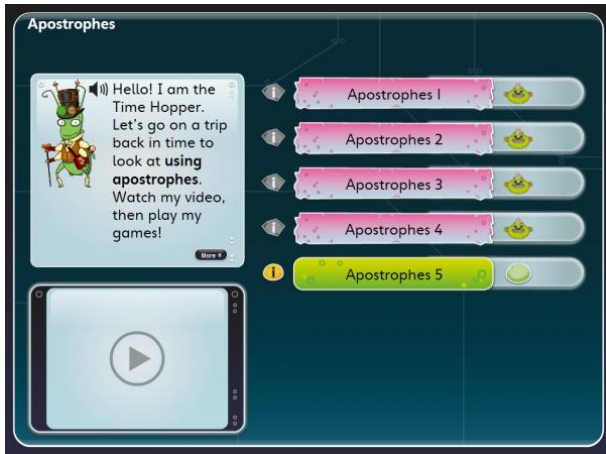 Apostrophes
Hello! I am the
Time Hopper.
Let's go on a trip
back in time to
look at using
apostrophes.
Watch my video,
then play my
games!
More
Apostrophes 1
Apostrophes 2
Apostrophes 3
Apostrophes 4
Apostrophes 5